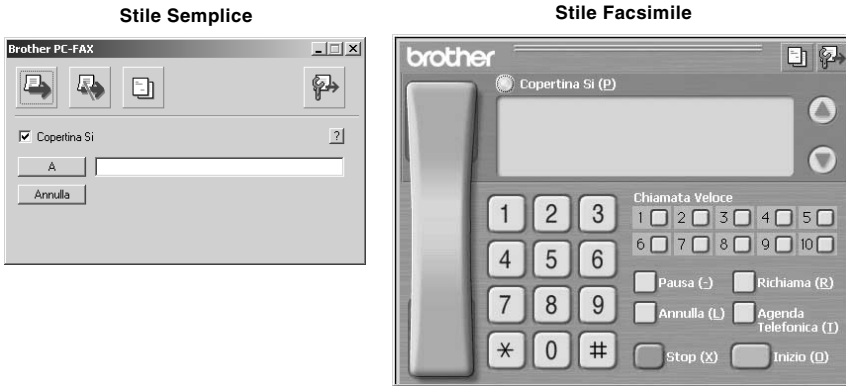 Stile Semplice
Brother PC-FAX
Copertina Si
?
A
Annulla
Stile Facsimile
brother
Copertina Si (P)
Chiamata Veloce
1 2 3 4 5
6 7 8 9 10
1 2 3
4 5 6
7 8 9
* 0 #
Pausa (-) Richiama (R)
Annulla (L) Agenda
Telefonica (T)
Stop (X) Inizio (O)